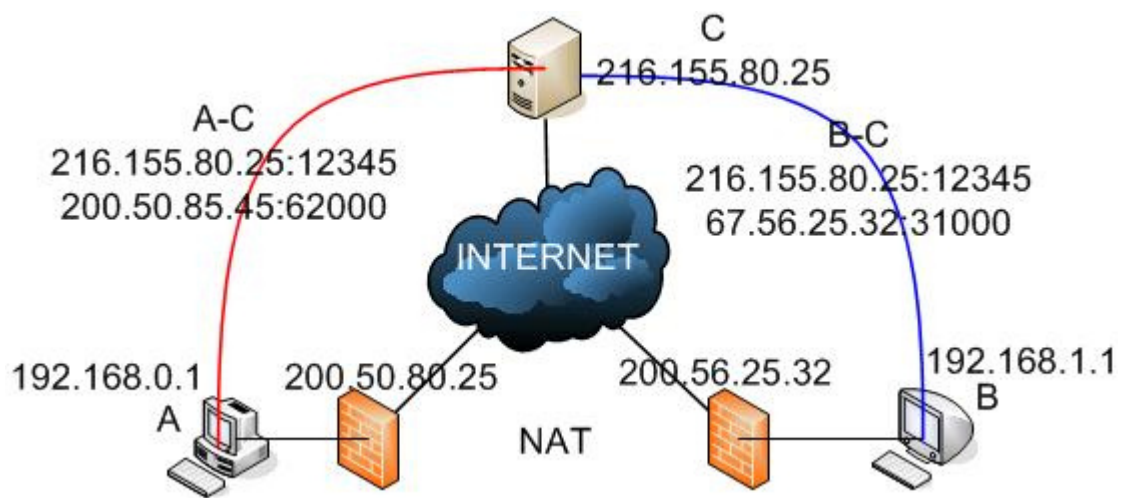 C
216.155.80.25
A-C
216.155.80.25:12345
200.50.85.45:62000
B-C
216.155.80.25:12345
67.56.25.32:31000
INTERNET
192.168.0.1
A
200.50.80.25
NAT
200.56.25.32
192.168.1.1
B